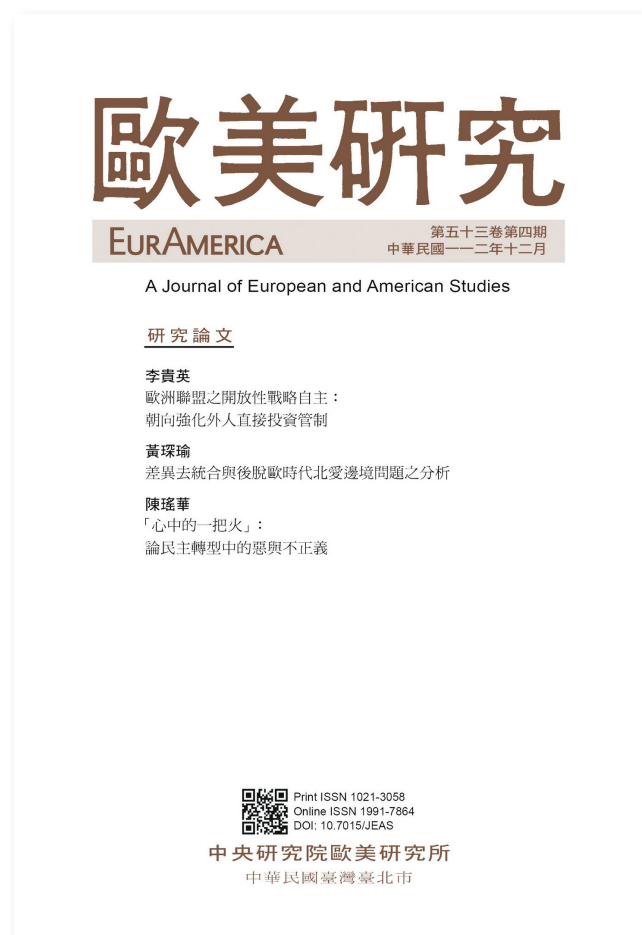 歐美研究
EURAMERICA
第五十三卷第四期
中華民國一一二年十二月
A Journal of European and American Studies
研究論文
李貴英
歐洲聯盟之開放性戰略自主：
朝向強化外人直接投資管制
黃琛瑜
差異去統合與後脫歐時代北愛邊境問題之分析
陳瑤華
「心中的一把火」：
論民主轉型中的惡與不正義
Print ISSN 1021-3058
Online ISSN 1991-7864
DOI: 10.7015/JEAS
中央研究院歐美研究所
中華民國臺灣臺北市